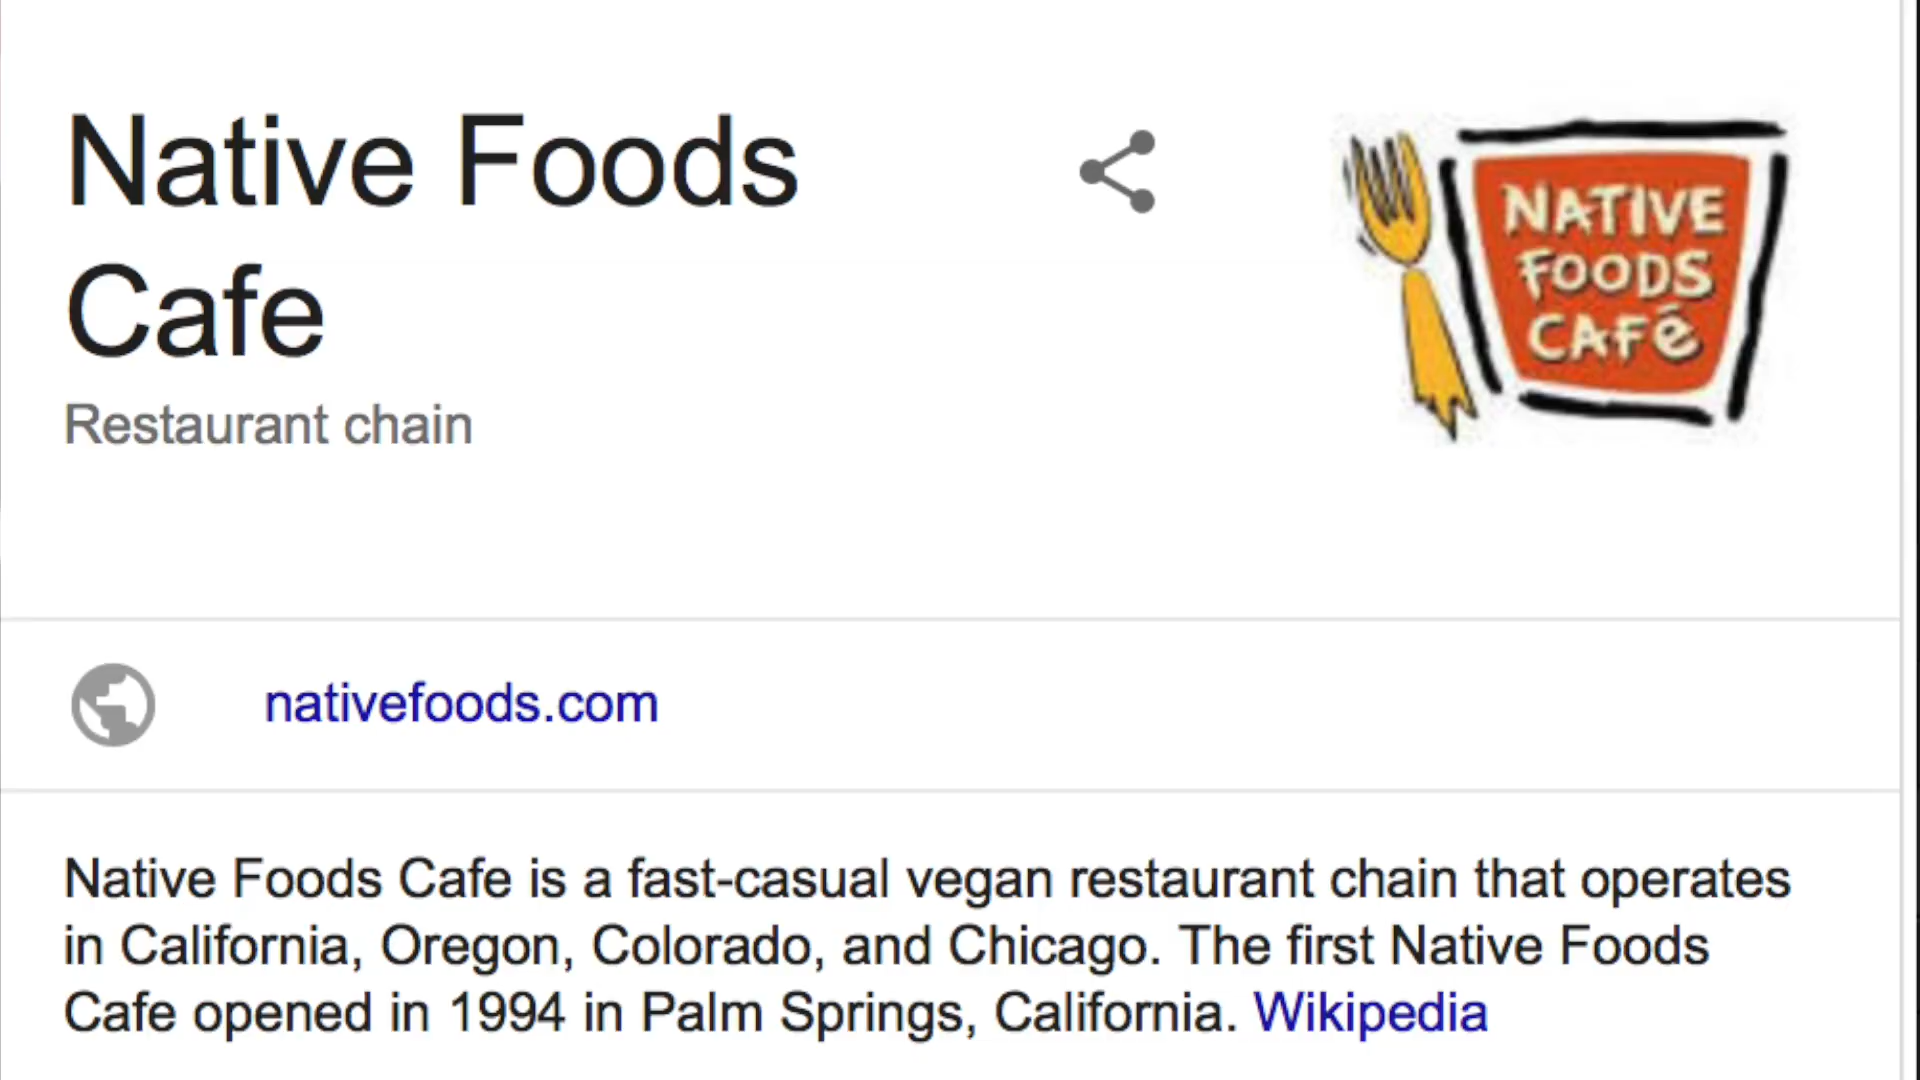 Native Foods
Cafe
Restaurant chain
NATIVE
FOODS
CAFé
nativefoods.com
Native Foods Cafe is a fast-casual vegan restaurant chain that operates
in California, Oregon, Colorado, and Chicago. The first Native Foods
Cafe opened in 1994 in Palm Springs, California. Wikipedia